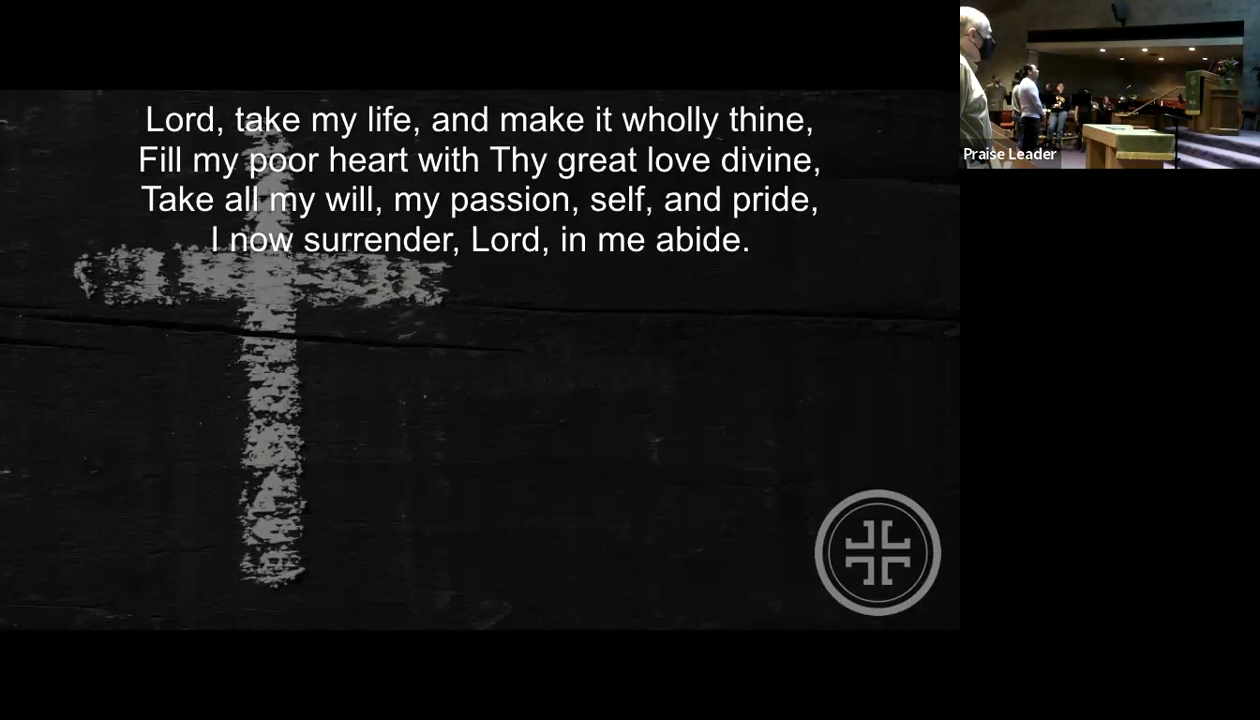 Lord, take my life, and make it wholly thine,
Fill my poor heart with Thy great love divine,
Take all my will, my passion, self, and pride,
I now surrender, Lord, in me abide.
Praise Leader